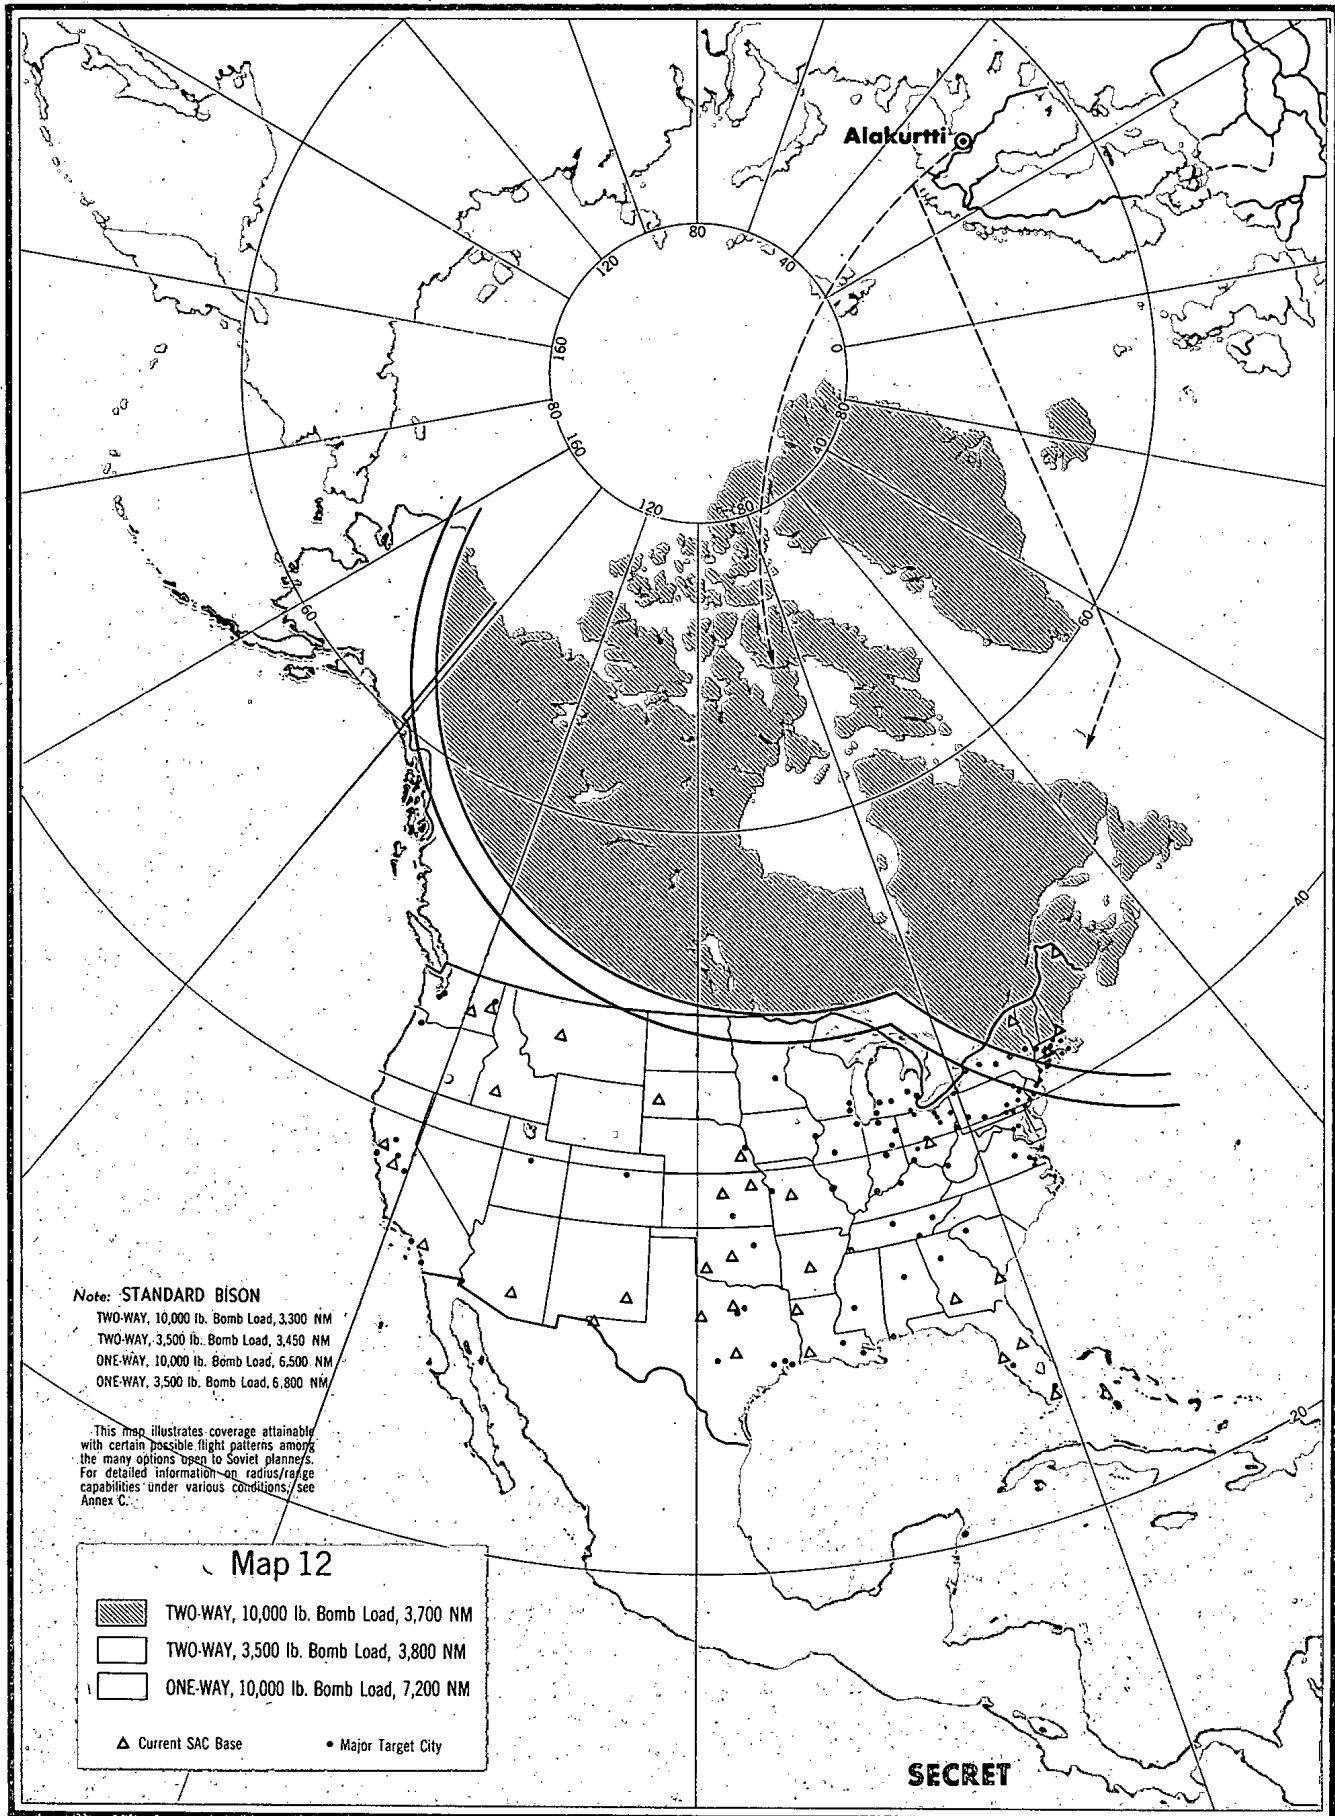 Alakurtti
80
120
40
160
0
80
160
80
40
120
80
60
60
40
20
Note: STANDARD BISON
TWO-WAY, 10,000 lb. Bomb Load, 3,300 NM
TWO-WAY, 3,500 lb. Bomb Load, 3,450 NM
ONE-WAY, 10,000 lb. Bomb Load, 6,500 NM
ONE-WAY, 3,500 lb. Bomb Load, 6,800 NM
This map illustrates coverage attainable
with certain possible flight patterns among
the many options open to Soviet planners.
For detailed information on radius/range
capabilities under various conditions, see
Annex C.
Map 12
TWO-WAY, 10,000 lb. Bomb Load, 3,700 NM
TWO-WAY, 3,500 lb. Bomb Load, 3,800 NM
ONE-WAY, 10,000 lb. Bomb Load, 7,200 NM
Current SAC Base
Major Target City
SECRET